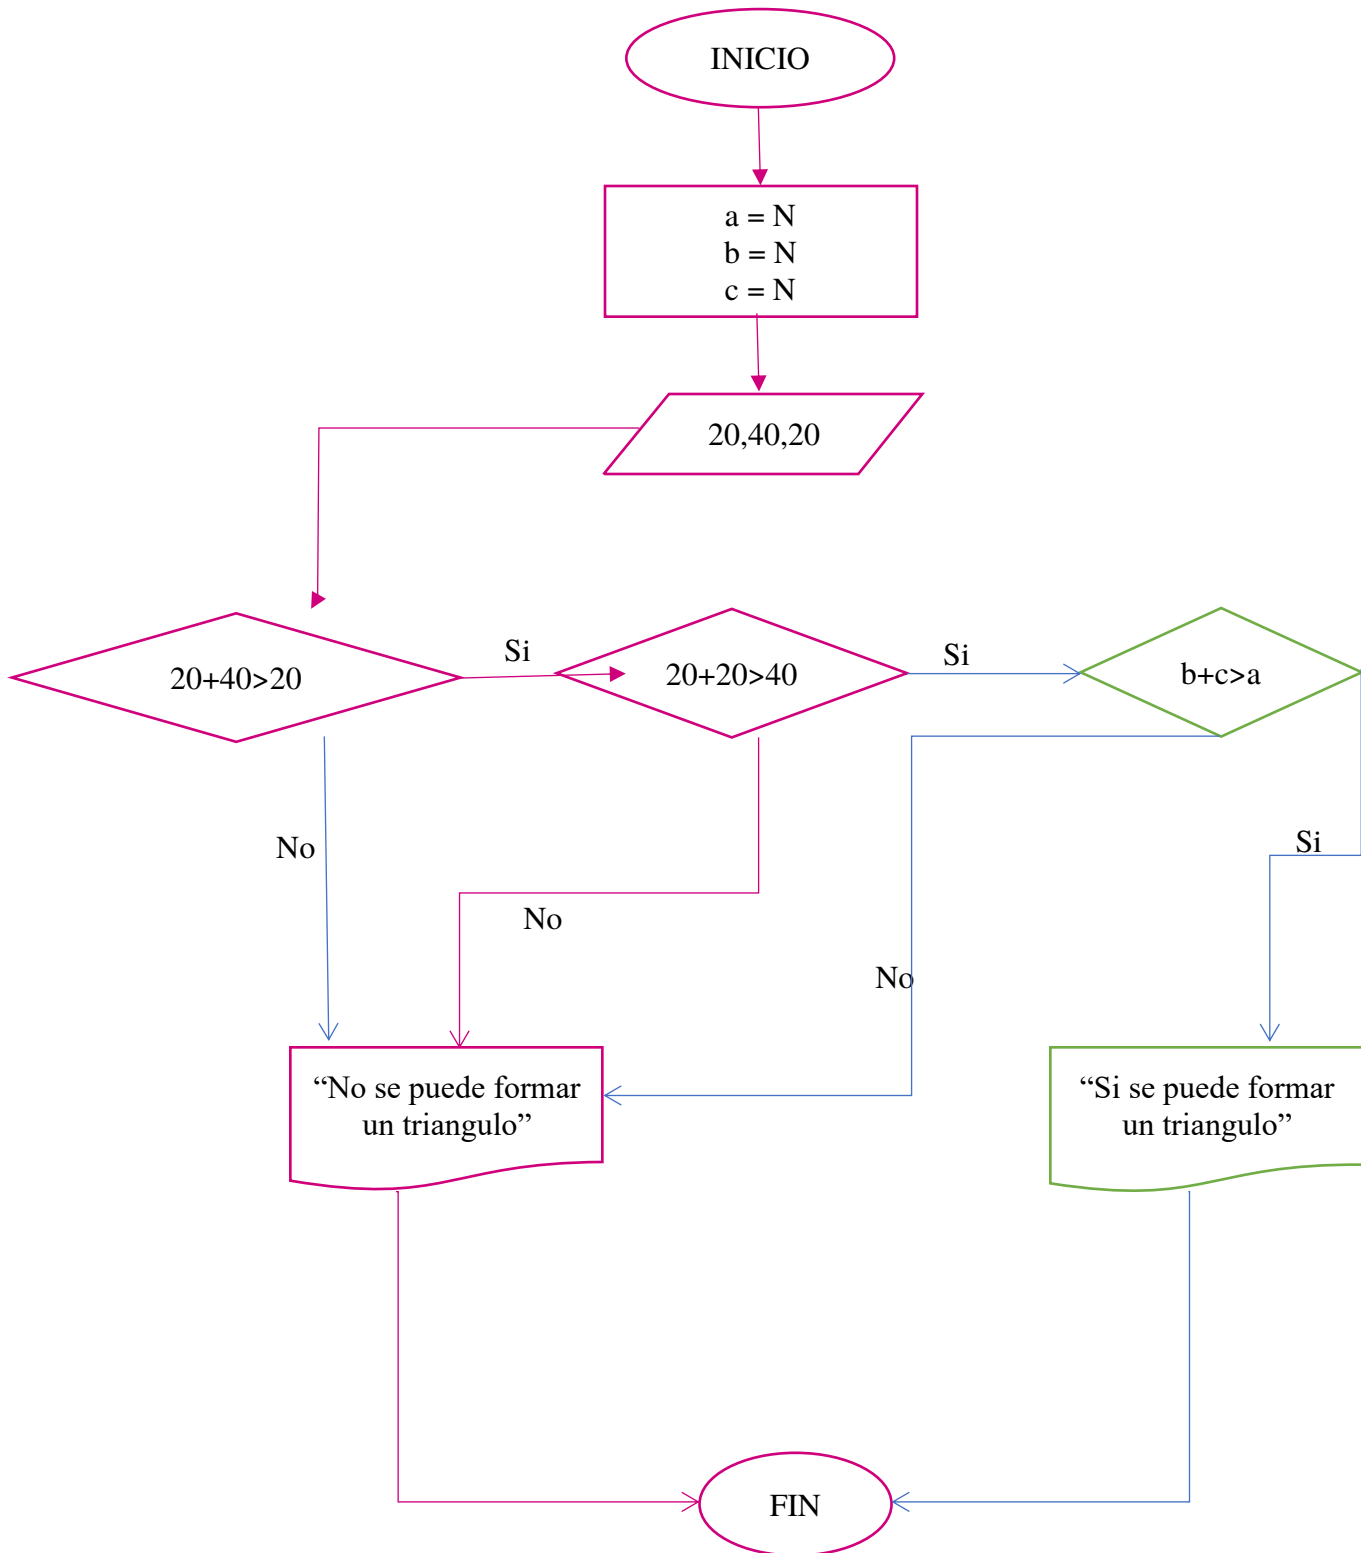 INICIO
a = N
b = N
c = N
20,40,20
20+40>20
Si
20+20>40
Si
b+c>a
No
No
No
Si
“No se puede formar
un triangulo”
“Si se puede formar
un triangulo”
FIN